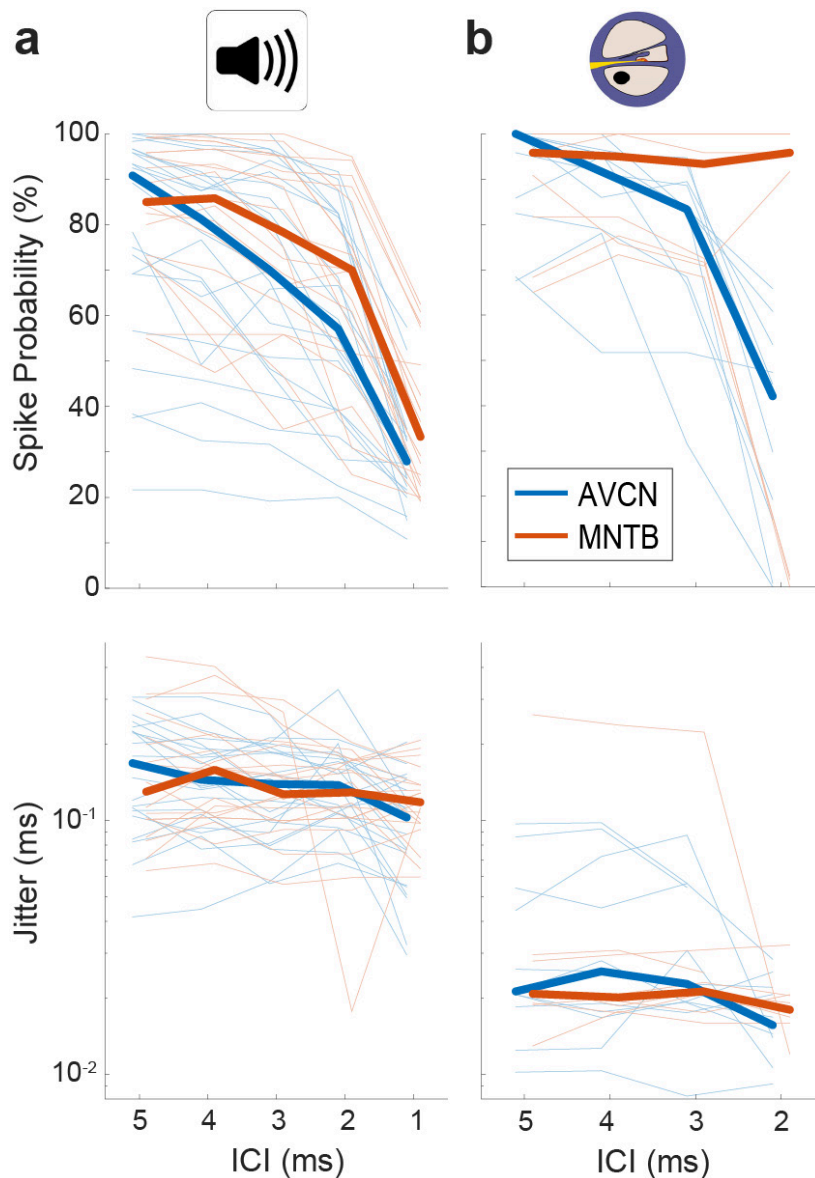 a
b
Spike Probability (%)
100
80
60
40
20
0
AVCN
MNTB
Jitter (ms)
10-1
10-2
5 4 3 2 1
5 4 3 2
ICI (ms)
ICI (ms)